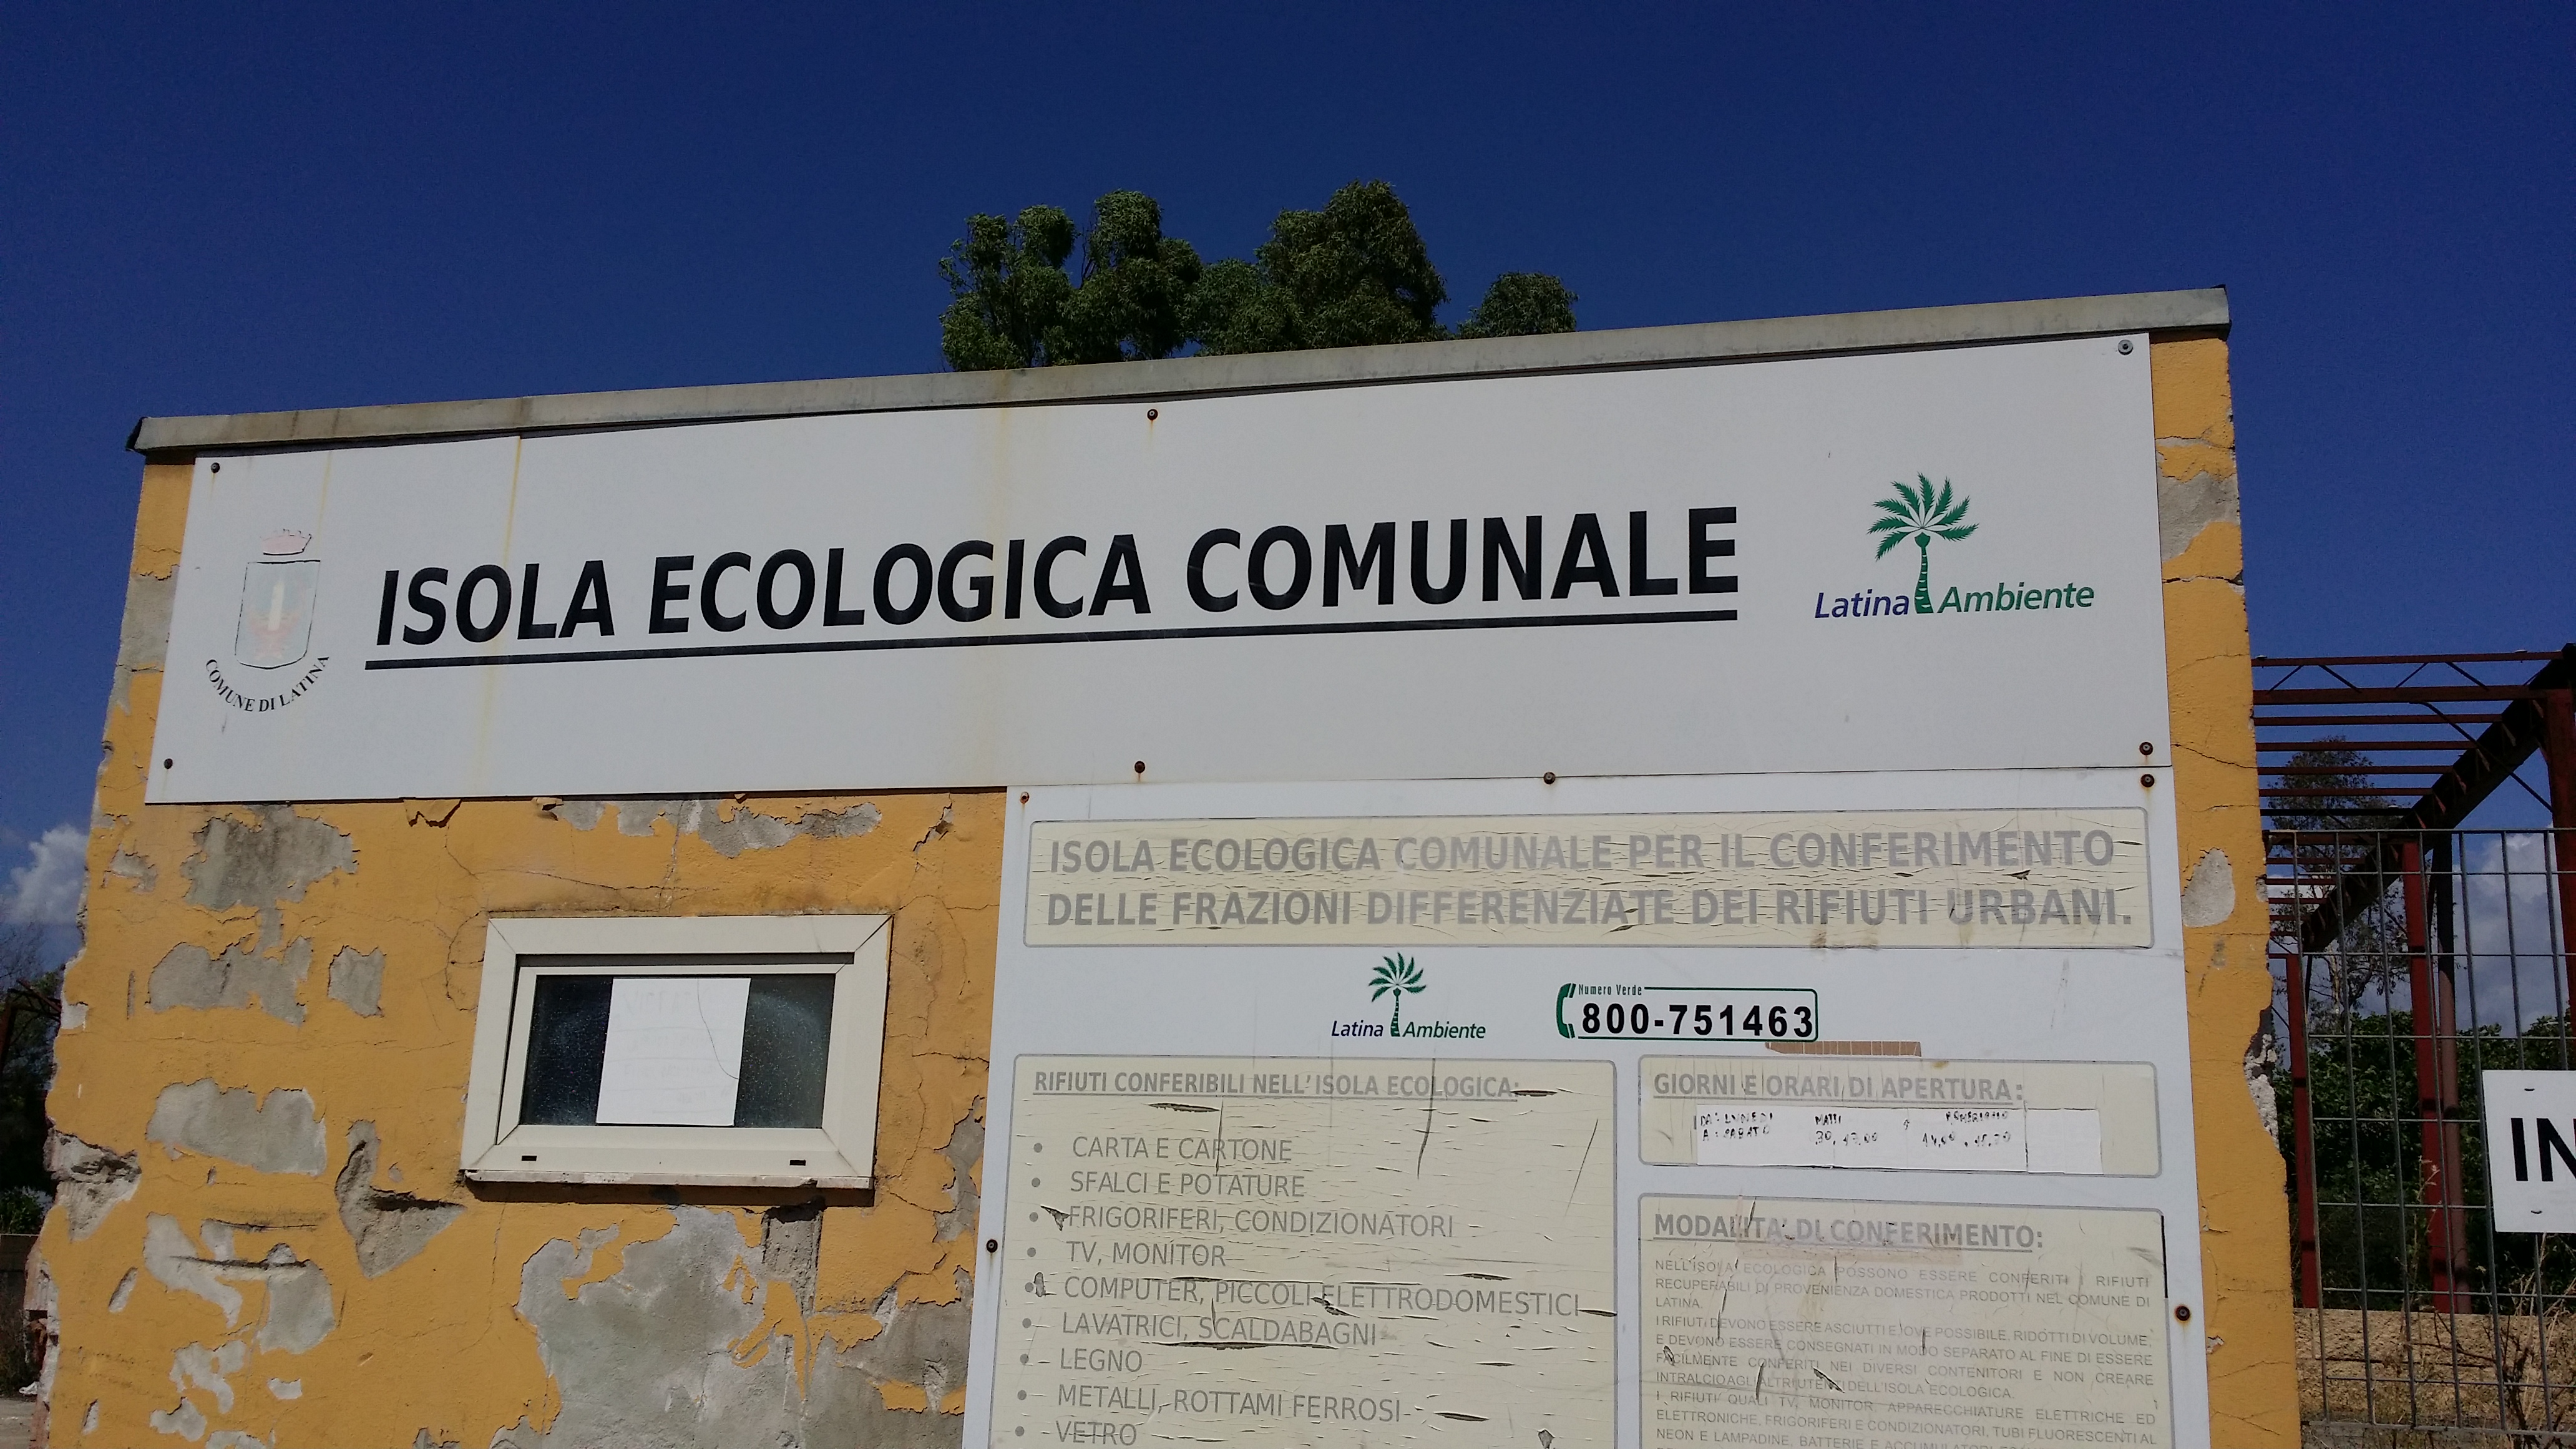 ISOLA ECOLOGICA COMUNALE
COMUNE DI LATINA
Latina Ambiente
ISOLA ECOLOGICA COMUNALE PER IL CONFERIMENTO
DELLE FRAZIONI DIFFERENZIATE DEI RIFIUTI URBANI.
Latina Ambiente
Numero Verde
800-751463
RIFIUTI CONFERIBILI NELL'ISOLA ECOLOGICA:
• CARTA E CARTONE
• SFALCI E POTATURE
• FRIGORIFERI, CONDIZIONATORI
• TV, MONITOR
• COMPUTER, PICCOLI ELETTRODOMESTICI
• LAVATRICI, SCALDABAGNI
• LEGNO
• METALLI, ROTTAMI FERROSI
• VETRO
GIORNI E ORARI DI APERTURA:
MODALITA' DI CONFERIMENTO:
NELL'ISOLA ECOLOGICA POSSONO ESSERE CONFERITI I RIFIUTI
RECUPERABILI DI PROVENIENZA DOMESTICA PRODOTTI NEL COMUNE DI
LATINA.
I RIFIUTI DEVONO ESSERE ASCIUTTI E, OVE POSSIBILE, RIDOTTI DI VOLUME,
E DEVONO ESSERE CONSEGNATI IN MODO SEPARATO AL FINE DI ESSERE
FACILMENTE CONFERITI NEI DIVERSI CONTENITORI E NON CREARE
INTRALCIO AGLI ALTRI UTENTI DELL'ISOLA ECOLOGICA.
I RIFIUTI QUALI TV, MONITOR, APPARECCHIATURE ELETTRICHE ED
ELETTRONICHE, FRIGORIFERI E CONDIZIONATORI, TUBI FLUORESCENTI AL
NEON E LAMPADINE, BATTERIE E ACCUMULATORI
IN